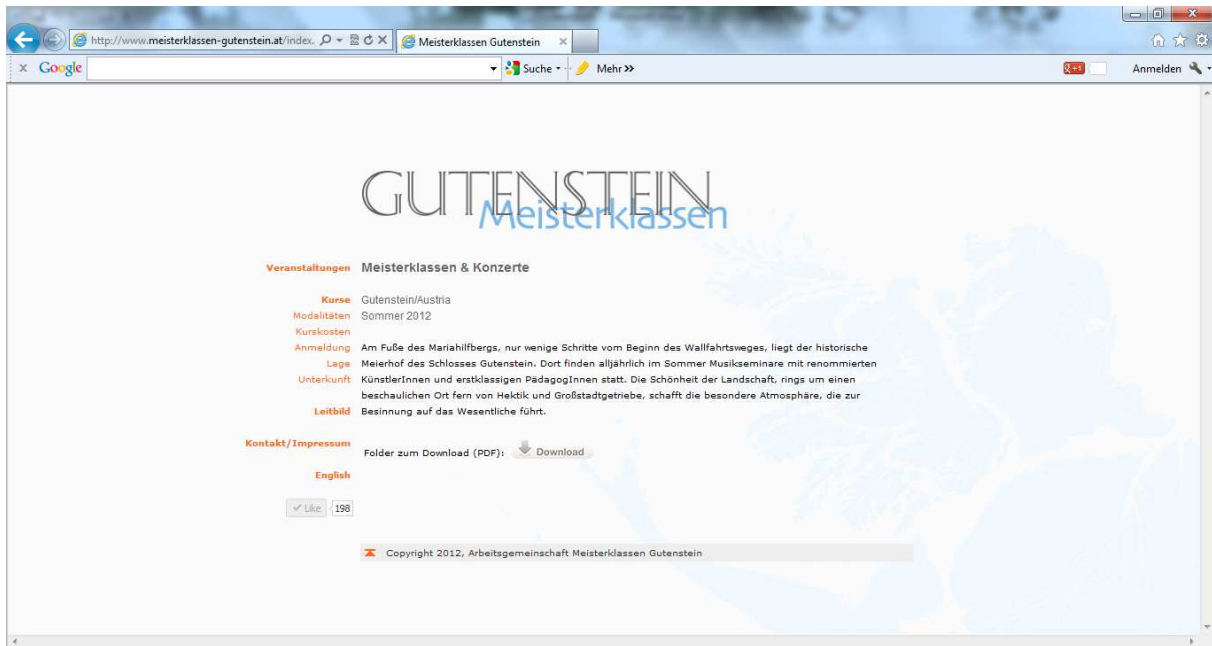 http://www.meisterklassen-gutenstein.at/index.
Meisterklassen Gutenstein
x Google
Suche
Mehr
Anmelden
GUTENSTEIN
Meisterklassen
Veranstaltungen
Meisterklassen & Konzerte
Kurse
Gutenstein/Austria
Modalitäten
Sommer 2012
Kurskosten
Anmeldung
Am Fuße des Mariahilfbergs, nur wenige Schritte vom Beginn des Wallfahrtsweges, liegt der historische
Lage
Meierhof des Schlosses Gutenstein. Dort finden alljährlich im Sommer Musikseminare mit renommierten
Unterkunft
KünstlerInnen und erstklassigen PädagogInnen statt. Die Schönheit der Landschaft, rings um einen
beschaulichen Ort fern von Hektik und Großstadtgetriebe, schafft die besondere Atmosphäre, die zur
Leitbild
Besinnung auf das Wesentliche führt.
Kontakt/Impressum
Folder zum Download (PDF):
Download
English
Like
198
Copyright 2012, Arbeitsgemeinschaft Meisterklassen Gutenstein